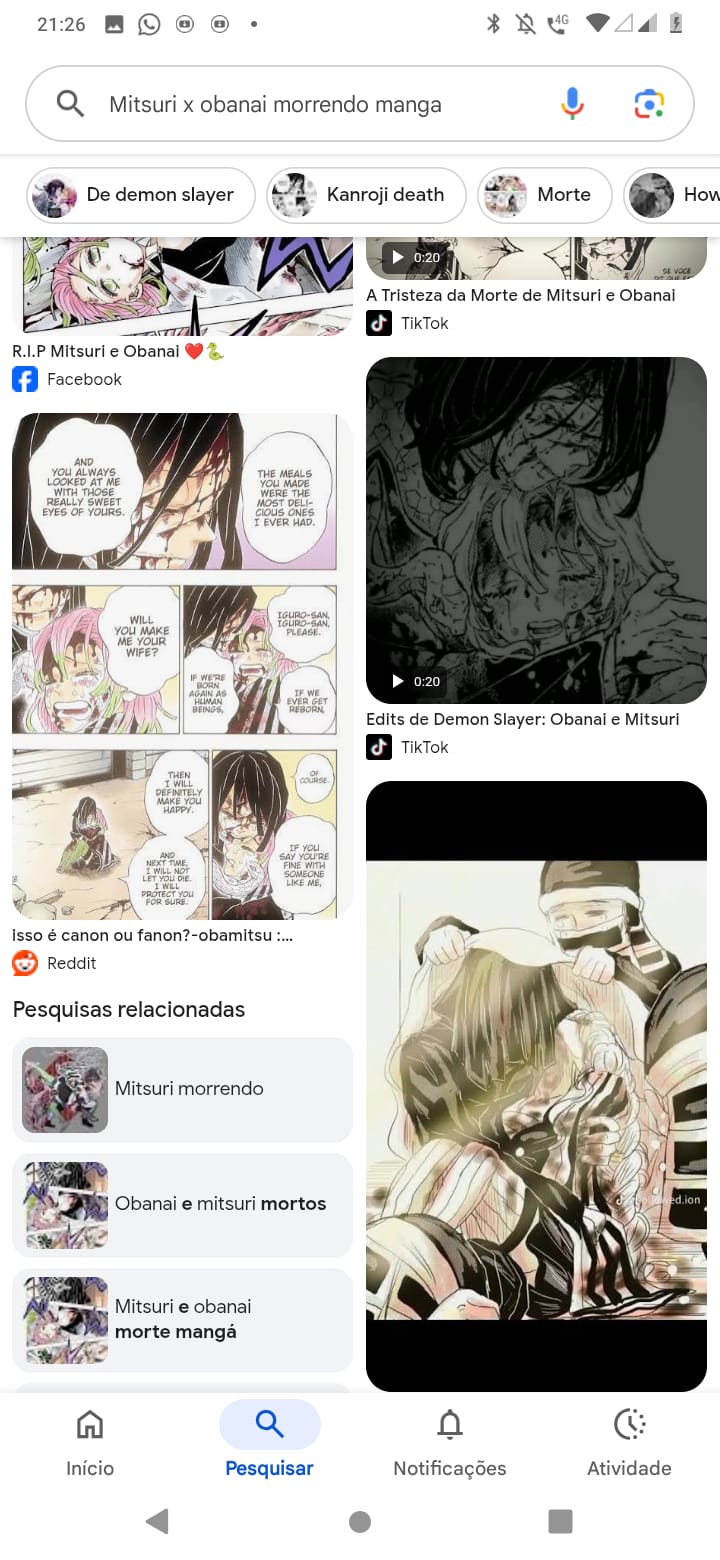 21:26
4G
Mitsuri x obanai morrendo manga
De demon slayer
Kanroji death
Morte
How
R.I.P Mitsuri e Obanai ❤️🐍
Facebook
AND
YOU ALWAYS
LOOKED AT ME
WITH THOSE
REALLY SWEET
EYES OF YOURS.
THE MEALS
YOU MADE
WERE THE
MOST DELI-
CIOUS ONES
I EVER HAD.
WILL
YOU MAKE
ME YOUR
WIFE?
IGURO-SAN,
IGURO-SAN,
PLEASE.
IF WE'RE
BORN
AGAIN AS
HUMAN
BEINGS,
IF WE
EVER GET
REBORN,
THEN
I WILL
DEFINITELY
MAKE YOU
HAPPY.
AND
NEXT TIME,
I WILL NOT
LET YOU DIE.
I WILL
PROTECT YOU
FOR SURE.
OF
COURSE.
IF YOU
SAY YOU'RE
FINE WITH
SOMEONE
LIKE ME,
isso é canon ou fanon?-obamitsu :...
Reddit
Pesquisas relacionadas
Mitsuri morrendo
Obanai e mitsuri mortos
Mitsuri e obanai
morte mangá
0:20
SE VOCÊ
A Tristeza da Morte de Mitsuri e Obanai
TikTok
0:20
Edits de Demon Slayer: Obanai e Mitsuri
TikTok
Início
Pesquisar
Notificações
Atividade